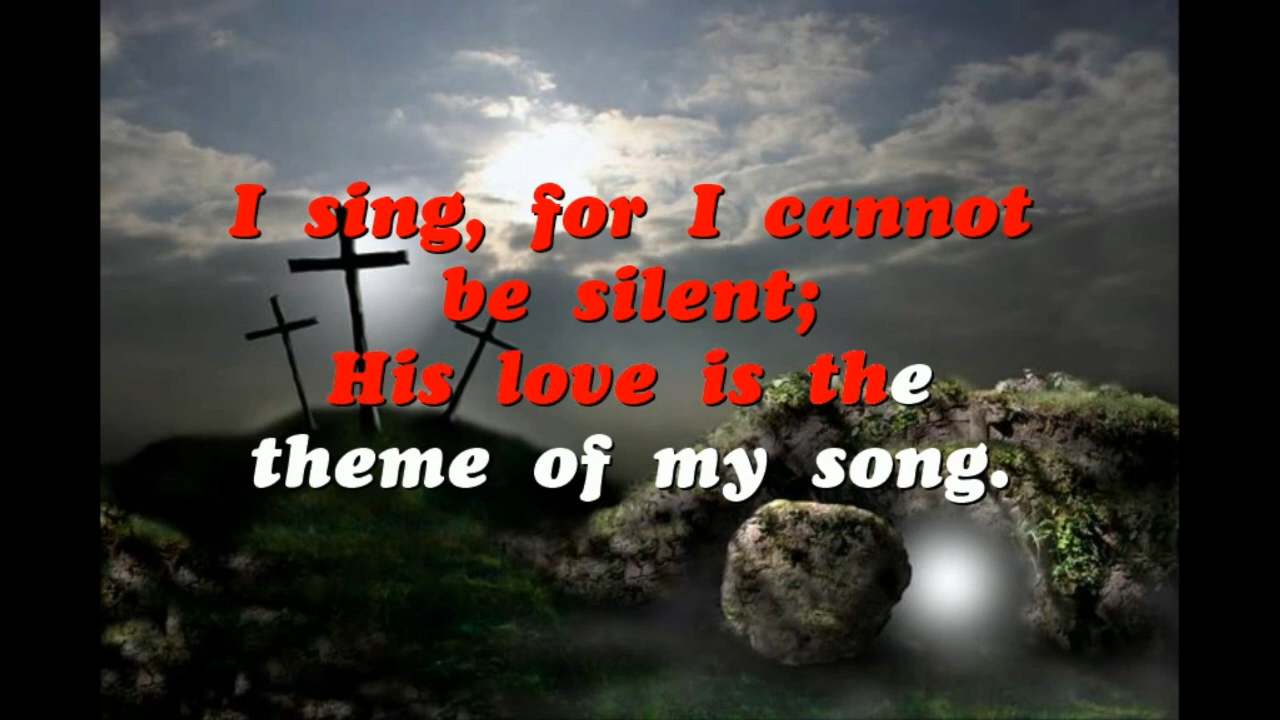 I sing, for I cannot
be silent;
His love is the
theme of my song.